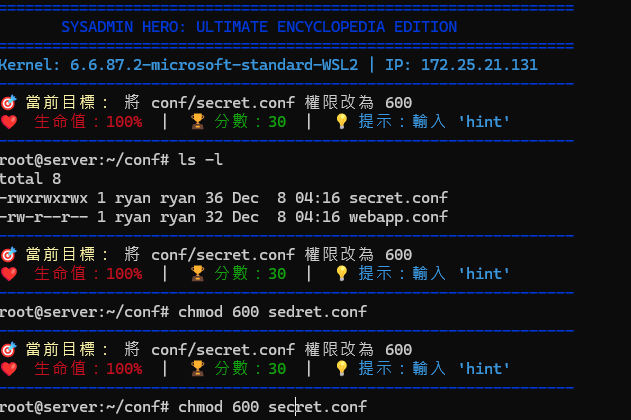 SYSADMIN HERO: ULTIMATE ENCYCLOPEDIA EDITION
Kernel: 6.6.87.2-microsoft-standard-WSL2 | IP: 172.25.21.131
🎯 當前目標： 將 conf/secret.conf 權限改為 600
❤️ 生命值：100% | 🏆 分數：30 | 💡 提示：輸入 'hint'
root@server:~/conf# ls -l
total 8
-rwxrwxrwx 1 ryan ryan 36 Dec  8 04:16 secret.conf
-rw-r--r-- 1 ryan ryan 32 Dec  8 04:16 webapp.conf
🎯 當前目標： 將 conf/secret.conf 權限改為 600
❤️ 生命值：100% | 🏆 分數：30 | 💡 提示：輸入 'hint'
root@server:~/conf# chmod 600 sedret.conf
🎯 當前目標： 將 conf/secret.conf 權限改為 600
❤️ 生命值：100% | 🏆 分數：30 | 💡 提示：輸入 'hint'
root@server:~/conf# chmod 600 secret.conf